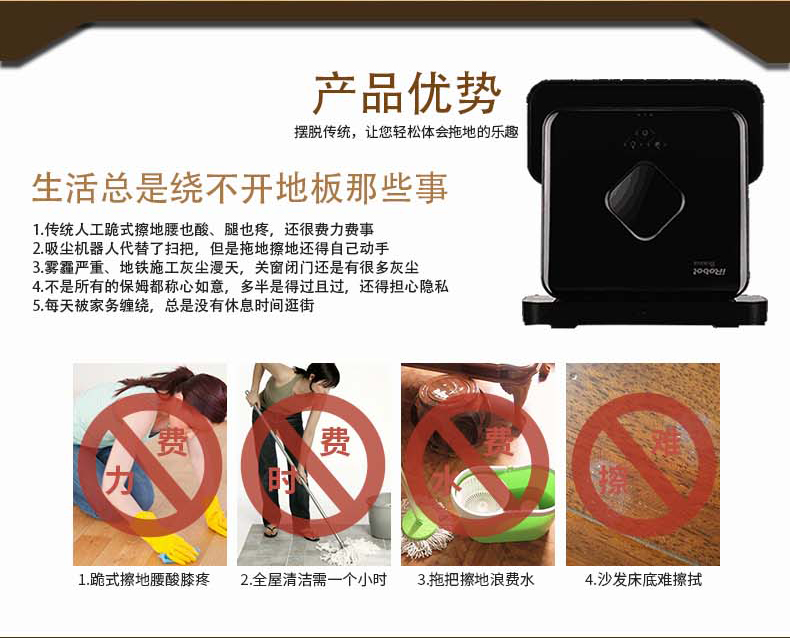 产品优势
摆脱传统，让您轻松体会拖地的乐趣
生活总是绕不开地板那些事
1.传统人工跪式擦地腰也酸、腿也疼，还很费力费事
2.吸尘机器人代替了扫把，但是拖地擦地还得自己动手
3.雾霾严重、地铁施工灰尘漫天，关窗闭门还是有很多灰尘
4.不是所有的保姆都称心如意，多半是得过且过，还得担心隐私
5.每天被家务缠绕，总是没有休息时间逛街
iRobot
Braava
费力
费时
费水
难擦
1.跪式擦地腰酸膝疼
2.全屋清洁需一个小时
3.拖把擦地浪费水
4.沙发床底难擦拭